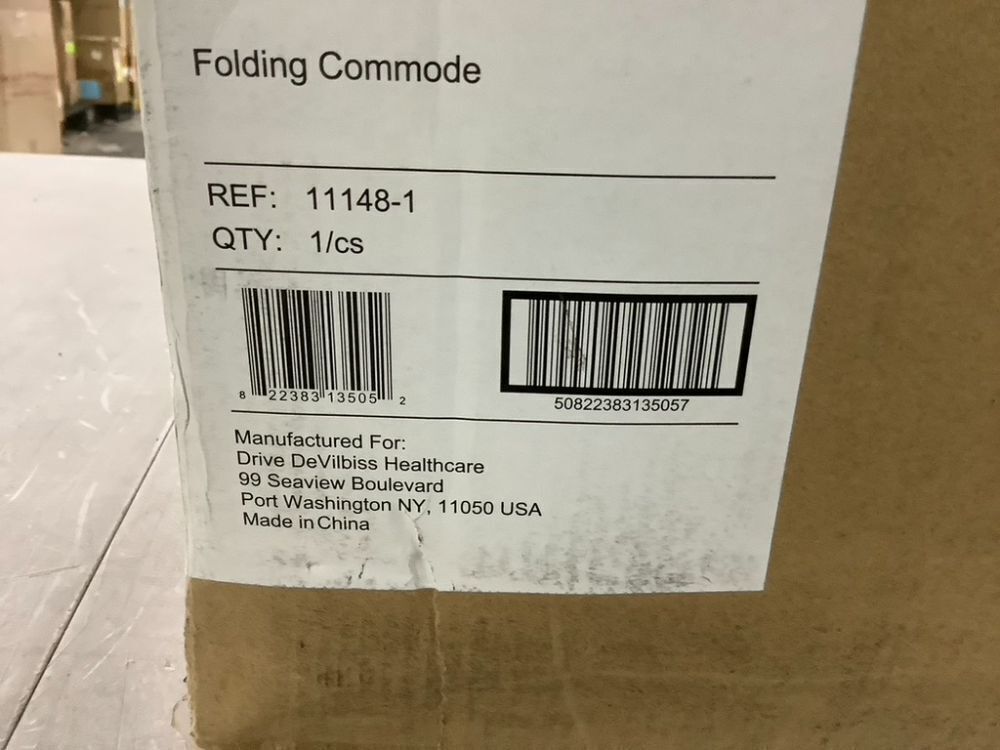 Folding Commode
REF: 11148-1
QTY: 1/cs
8 22383 13505 2
50822383135057
Manufactured For:
Drive DeVilbiss Healthcare
99 Seaview Boulevard
Port Washington NY, 11050 USA
Made in China